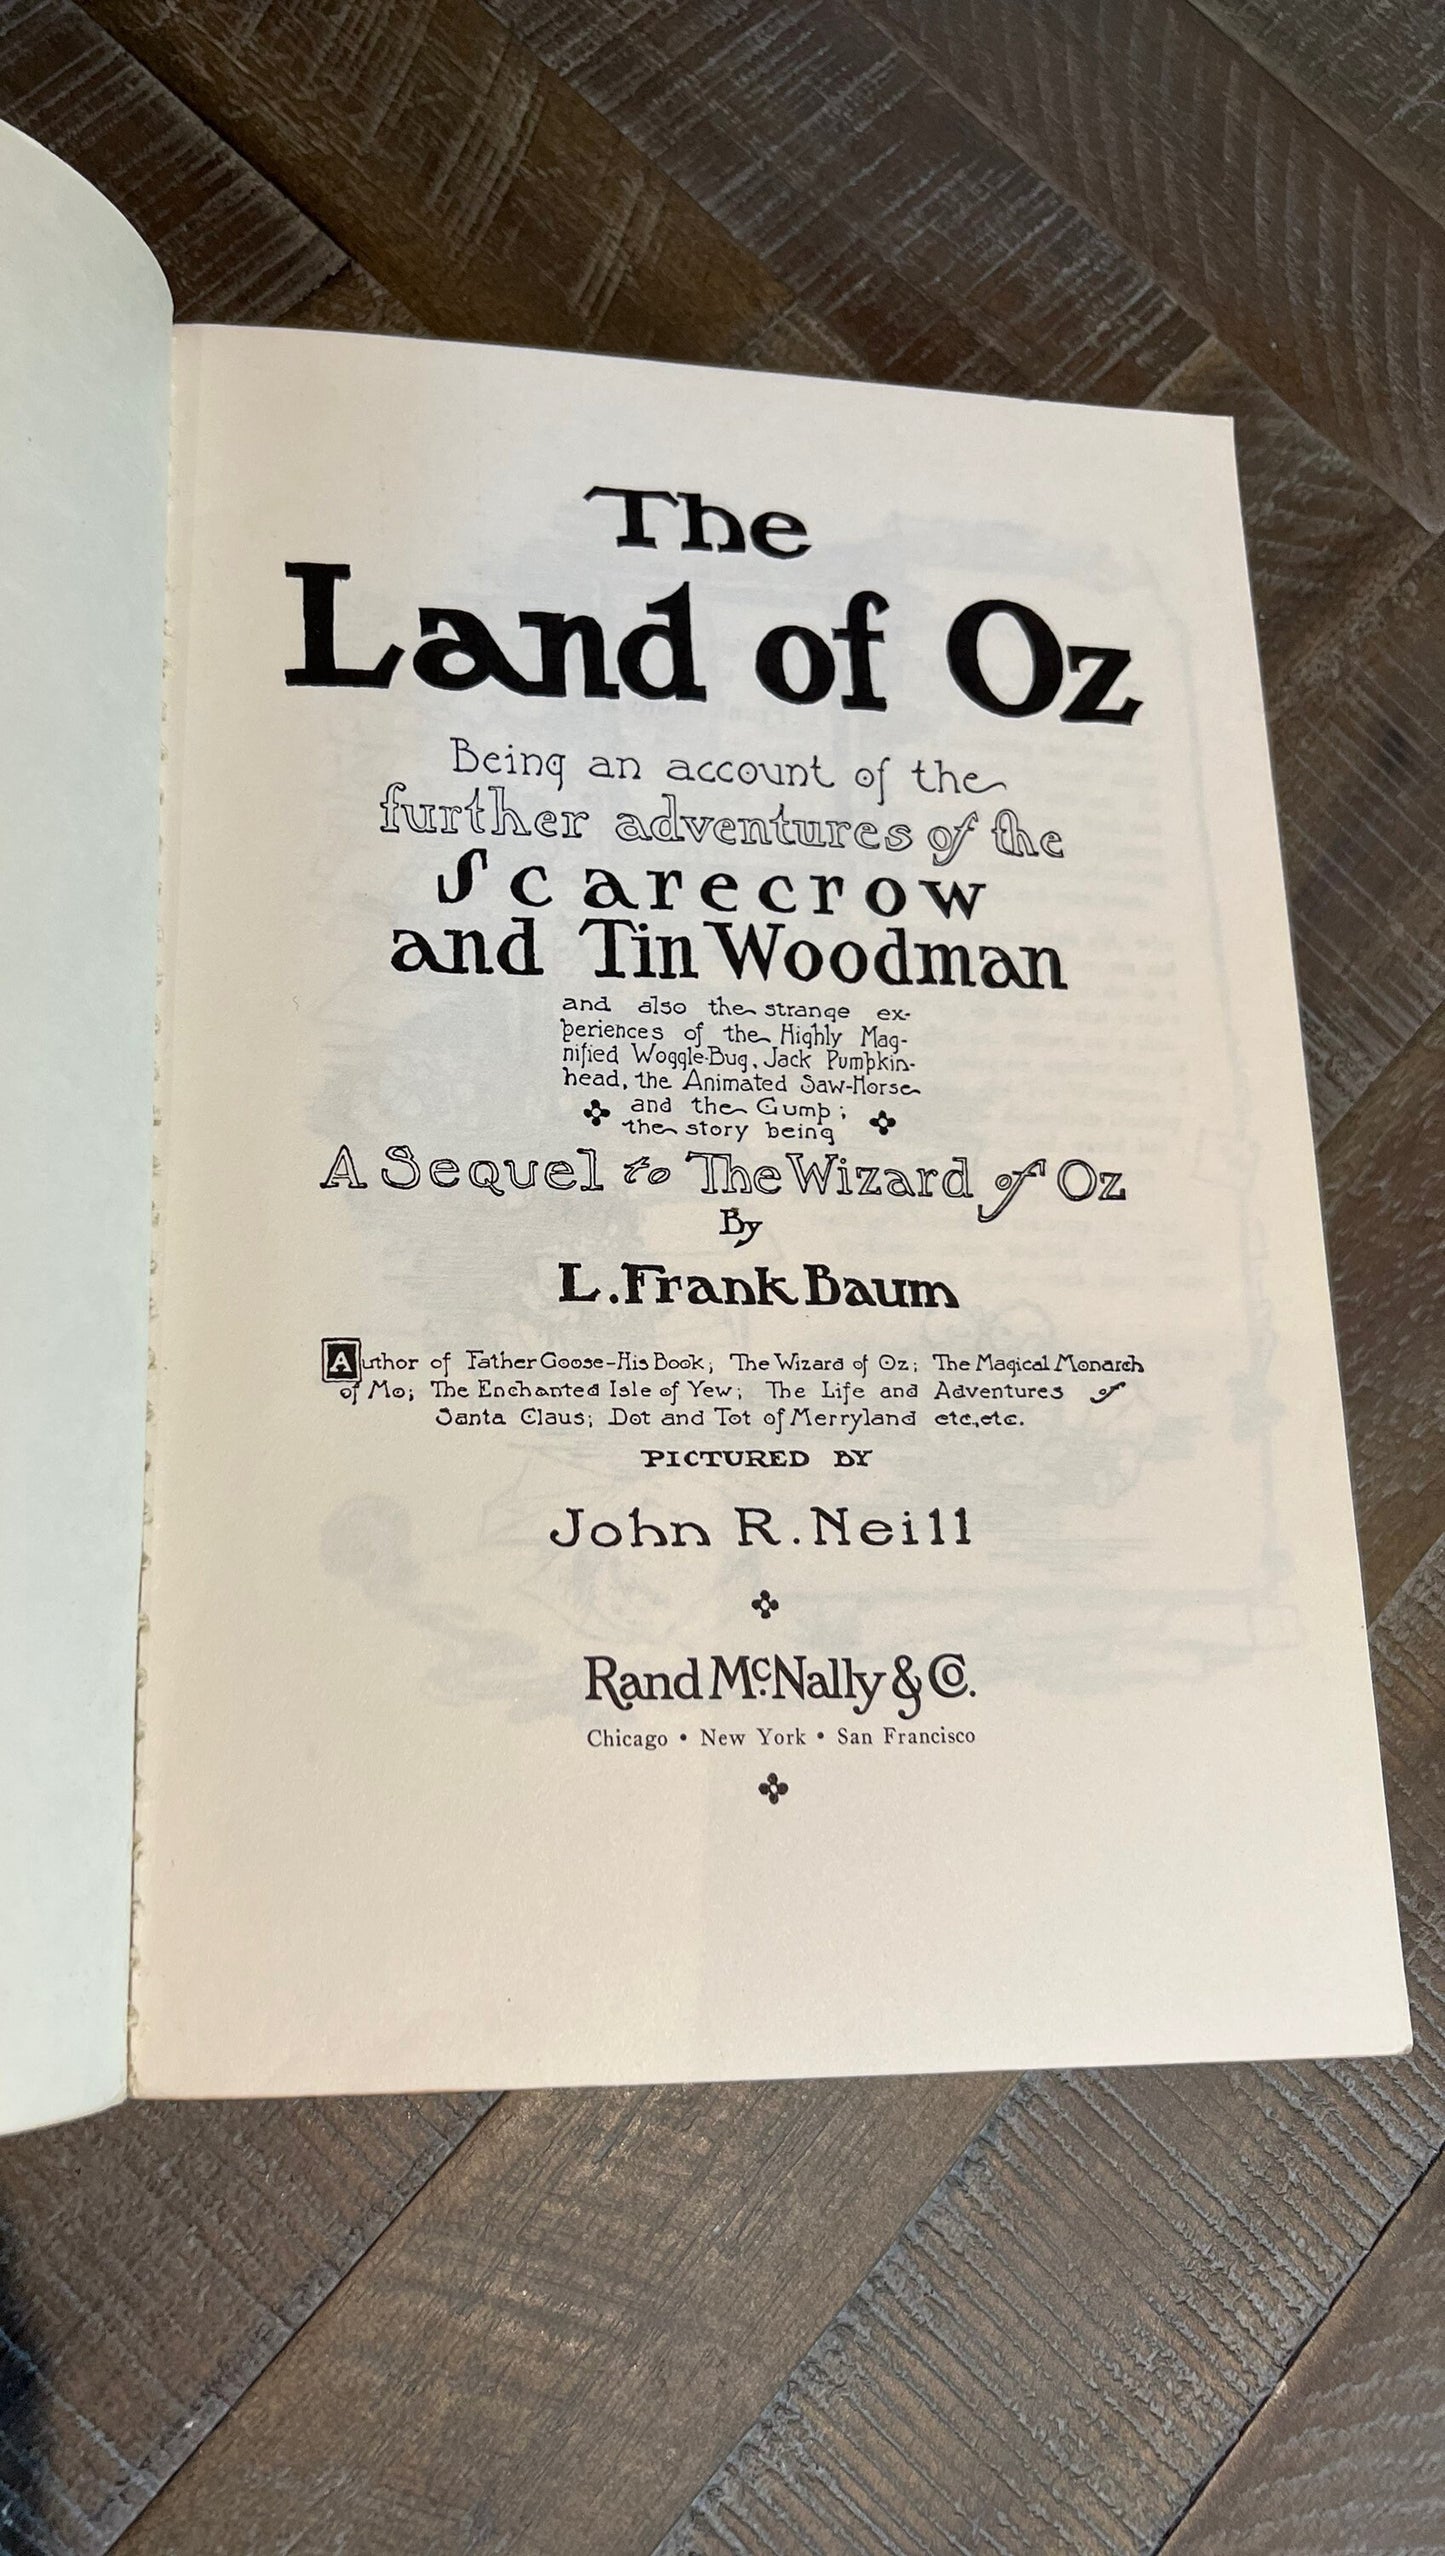 The
Land of Oz
Being an account of the
further adventures of the
Scarecrow
and Tin Woodman
and also the strange ex-
periences of the Highly Mag-
nified Woggle-Bug, Jack Pumpkin-
head, the Animated Saw-Horse
and the Gump;
the story being
A Sequel to The Wizard of Oz
By
L. Frank Baum
Author of Father Goose-His Book; The Wizard of Oz; The Magical Monarch
of Mo; The Enchanted Isle of Yew; The Life and Adventures of
Santa Claus; Dot and Tot of Merryland etc., etc.
PICTURED BY
John R. Neill
Rand McNally & Co.
Chicago • New York • San Francisco